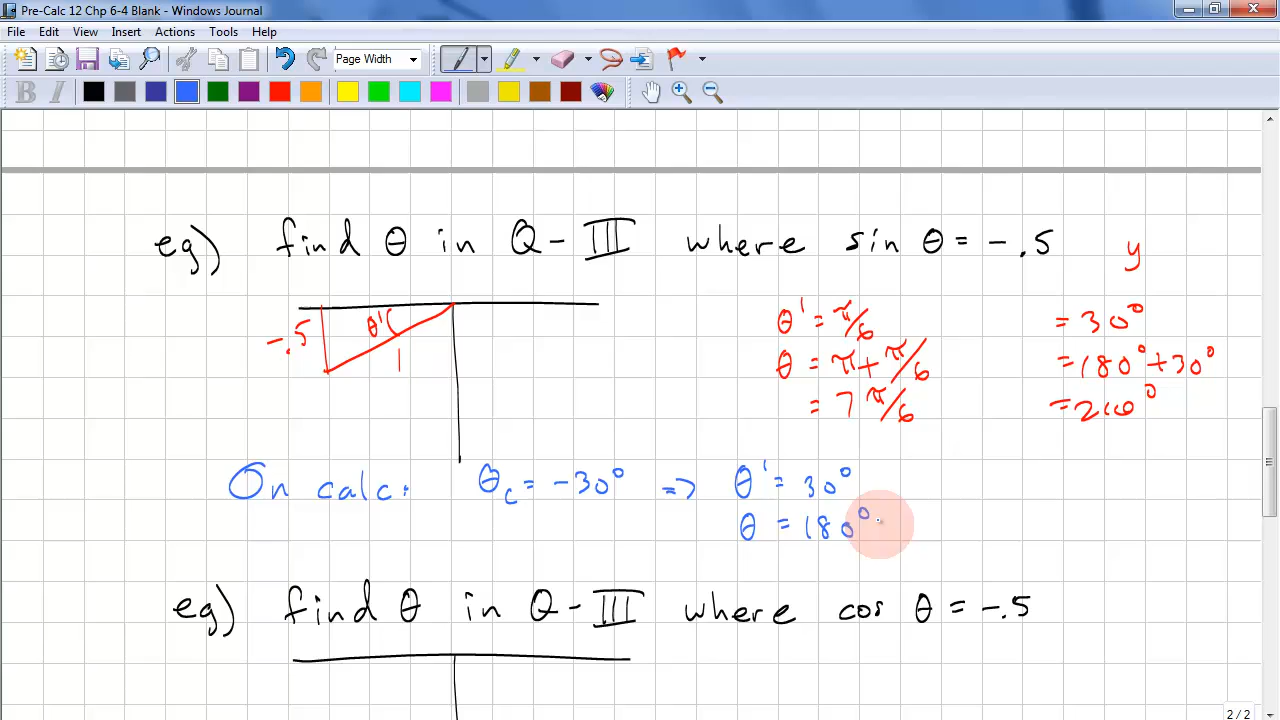 Pre-Calc 12 Chp 6-4 Blank - Windows Journal
File Edit View Insert Actions Tools Help
Page Width
B I
eg) find θ in Q-III where sin θ = -.5 y
-.5 θ' 1
θ' = π/6 = 30°
θ = π + π/6 = 180° + 30°
= 7π/6 = 210°
On calc: θc = -30° => θ' = 30°
θ = 180°
eg) find θ in Q-III where cos θ = -.5
2 / 2